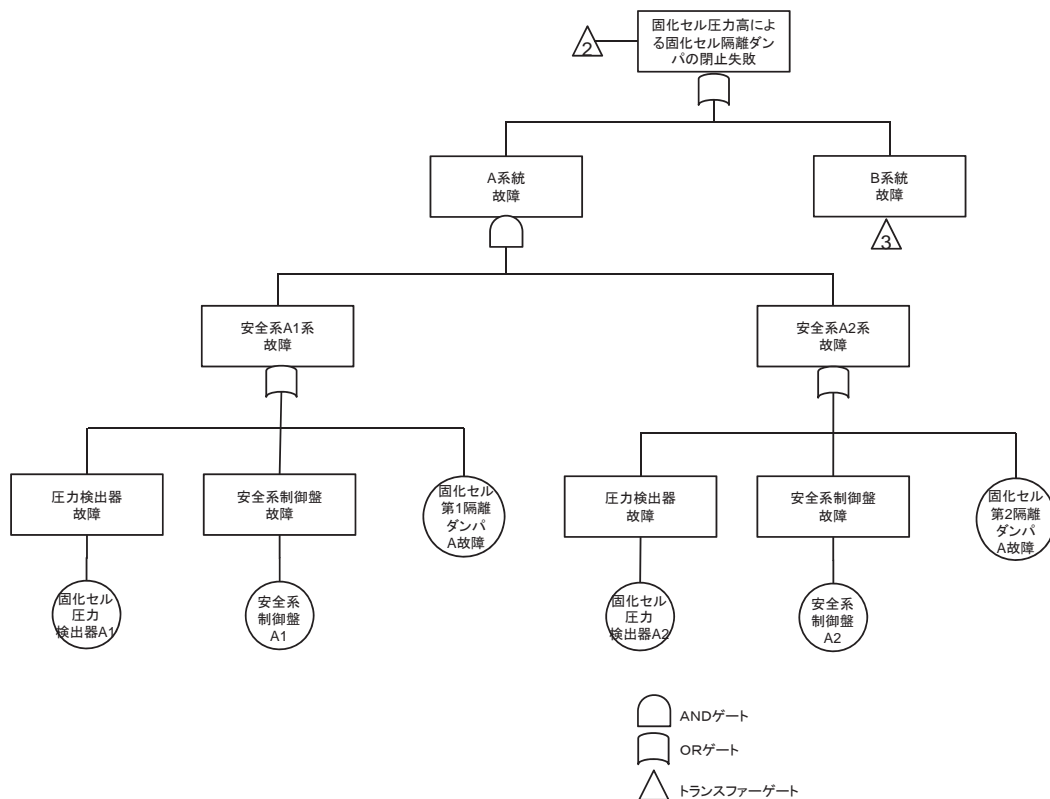 固化セル圧力高によ
る固化セル隔離ダン
パの閉止失敗
2
A系統
故障
B系統
故障
3
安全系A1系
故障
安全系A2系
故障
圧力検出器
故障
安全系制御盤
故障
固化セル
第1隔離
ダンパ
A故障
圧力検出器
故障
安全系制御盤
故障
固化セル
第2隔離
ダンパ
A故障
固化セル
圧力
検出器A1
安全系
制御盤
A1
固化セル
圧力
検出器A2
安全系
制御盤
A2
ANDゲート
ORゲート
トランスファーゲート